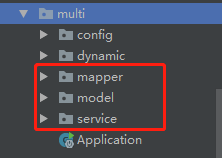 multi
config
dynamic
mapper
model
service
Application